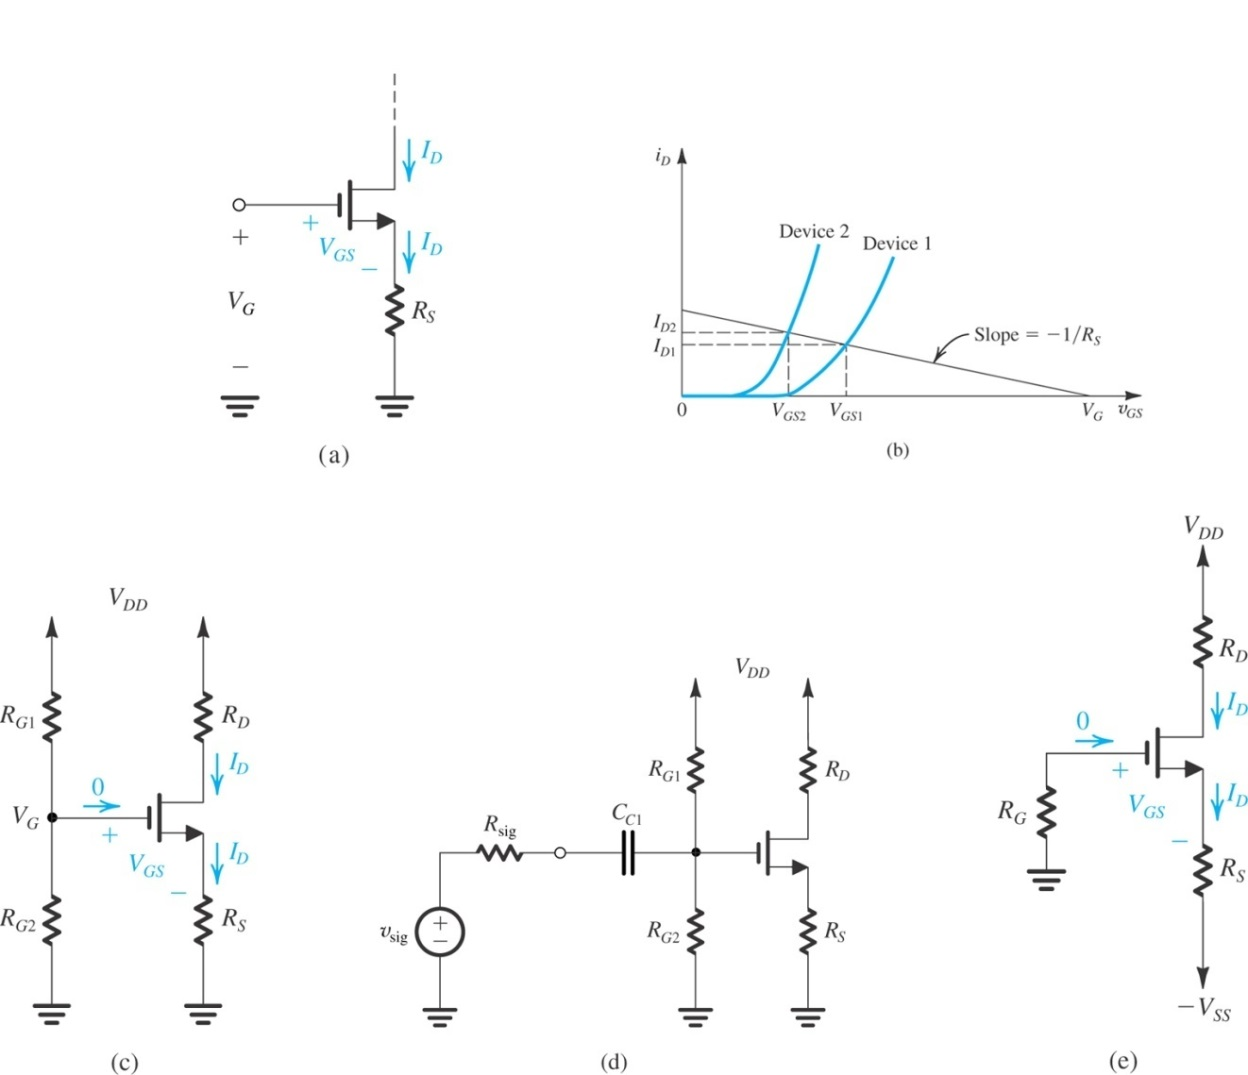 I_D
+
V_GS
−
I_D
+
V_G
−
R_S
(a)
i_D
Device 2
Device 1
I_D2
I_D1
Slope = −1/R_S
0
V_GS2
V_GS1
V_G
v_GS
(b)
V_DD
R_G1
R_D
I_D
0
V_G
+
V_GS
−
I_D
R_G2
R_S
(c)
V_DD
R_G1
R_D
R_sig
C_C1
v_sig
+
−
R_G2
R_S
(d)
V_DD
R_D
I_D
0
+
V_GS
−
I_D
R_G
R_S
−V_SS
(e)